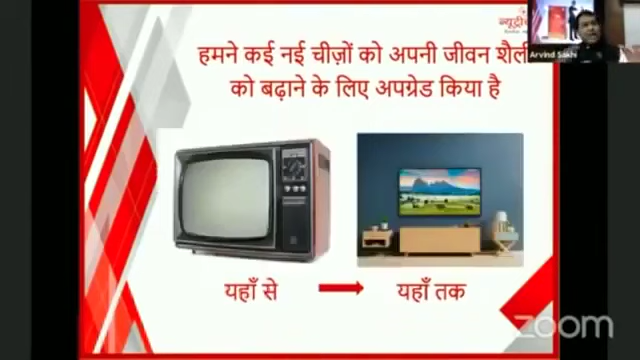 हमने कई नई चीज़ों को अपनी जीवन
को बढ़ाने के लिए अपग्रेड किया है
यहाँ से
यहाँ तक
Arvind Sakhi
zoom